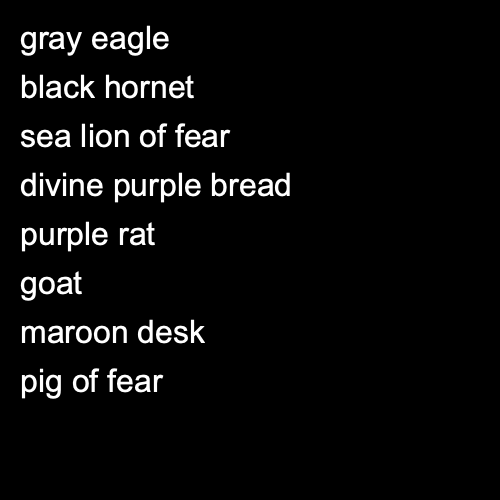 gray eagle
black hornet
sea lion of fear
divine purple bread
purple rat
goat
maroon desk
pig of fear